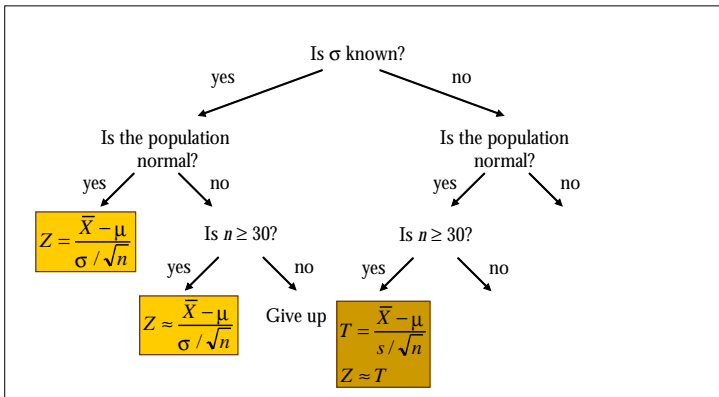 Is σ known?
yes
no
Is the population
normal?
Is the population
normal?
yes
no
yes
no
Z = (X̄ − μ) / (σ / √n)
Is n ≥ 30?
Is n ≥ 30?
yes
no
yes
no
Z ≈ (X̄ − μ) / (σ / √n)
Give up
T = (X̄ − μ) / (s / √n)
Z ≈ T